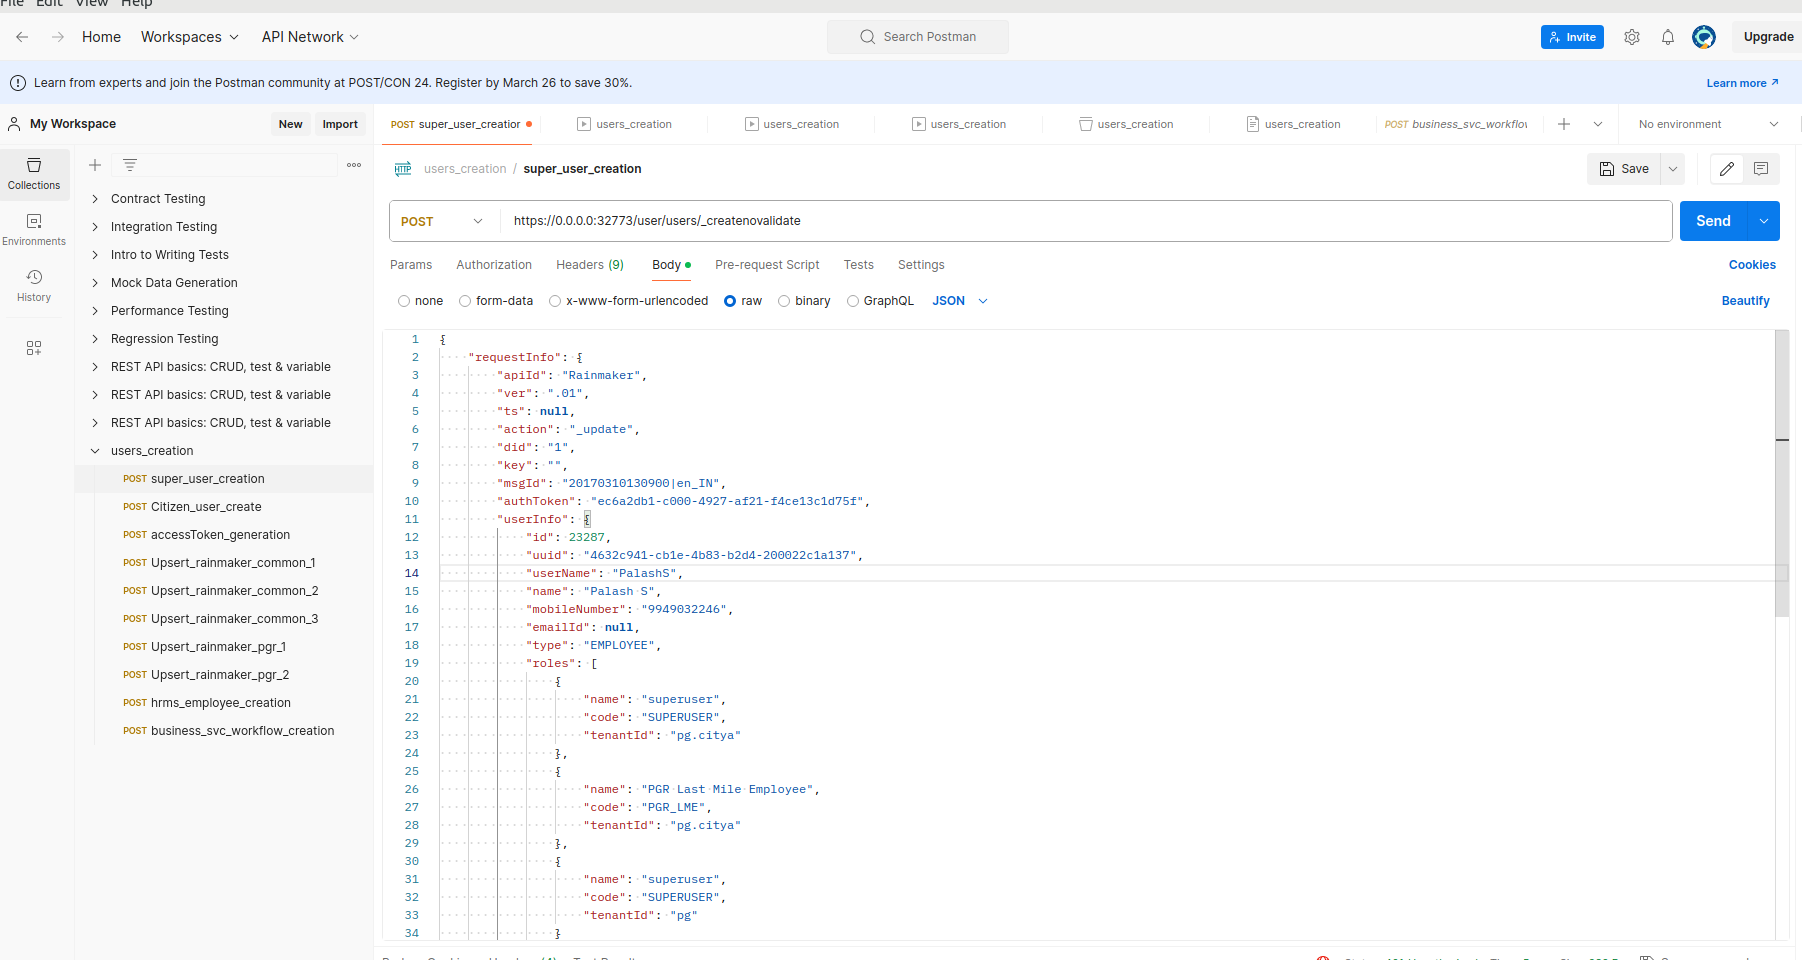 File Edit View Help
Home Workspaces API Network Search Postman Invite Upgrade
Learn from experts and join the Postman community at POST/CON 24. Register by March 26 to save 30%. Learn more
My Workspace New Import
POST super_user_creation users_creation users_creation users_creation users_creation users_creation POST business_svc_workflow No environment
Collections
Environments
History
Contract Testing
Integration Testing
Intro to Writing Tests
Mock Data Generation
Performance Testing
Regression Testing
REST API basics: CRUD, test & variable
REST API basics: CRUD, test & variable
REST API basics: CRUD, test & variable
users_creation
POST super_user_creation
POST Citizen_user_create
POST accessToken_generation
POST Upsert_rainmaker_common_1
POST Upsert_rainmaker_common_2
POST Upsert_rainmaker_common_3
POST Upsert_rainmaker_pgr_1
POST Upsert_rainmaker_pgr_2
POST hrms_employee_creation
POST business_svc_workflow_creation
HTTP users_creation / super_user_creation Save
POST https://0.0.0.0:32773/user/users/_createnovalidate Send
Params Authorization Headers (9) Body Pre-request Script Tests Settings Cookies
none form-data x-www-form-urlencoded raw binary GraphQL JSON Beautify
1 {
2 "requestInfo": {
3 "apiId": "Rainmaker",
4 "ver": ".01",
5 "ts": null,
6 "action": "_update",
7 "did": "1",
8 "key": "",
9 "msgId": "20170310130900|en_IN",
10 "authToken": "ec6a2db1-c000-4927-af21-f4ce13c1d75f",
11 "userInfo": {
12 "id": 23287,
13 "uuid": "4632c941-cb1e-4b83-b2d4-200022c1a137",
14 "userName": "PalashS",
15 "name": "Palash S",
16 "mobileNumber": "9949032246",
17 "emailId": null,
18 "type": "EMPLOYEE",
19 "roles": [
20 {
21 "name": "superuser",
22 "code": "SUPERUSER",
23 "tenantId": "pg.citya"
24 },
25 {
26 "name": "PGR Last Mile Employee",
27 "code": "PGR_LME",
28 "tenantId": "pg.citya"
29 },
30 {
31 "name": "superuser",
32 "code": "SUPERUSER",
33 "tenantId": "pg"
34 }